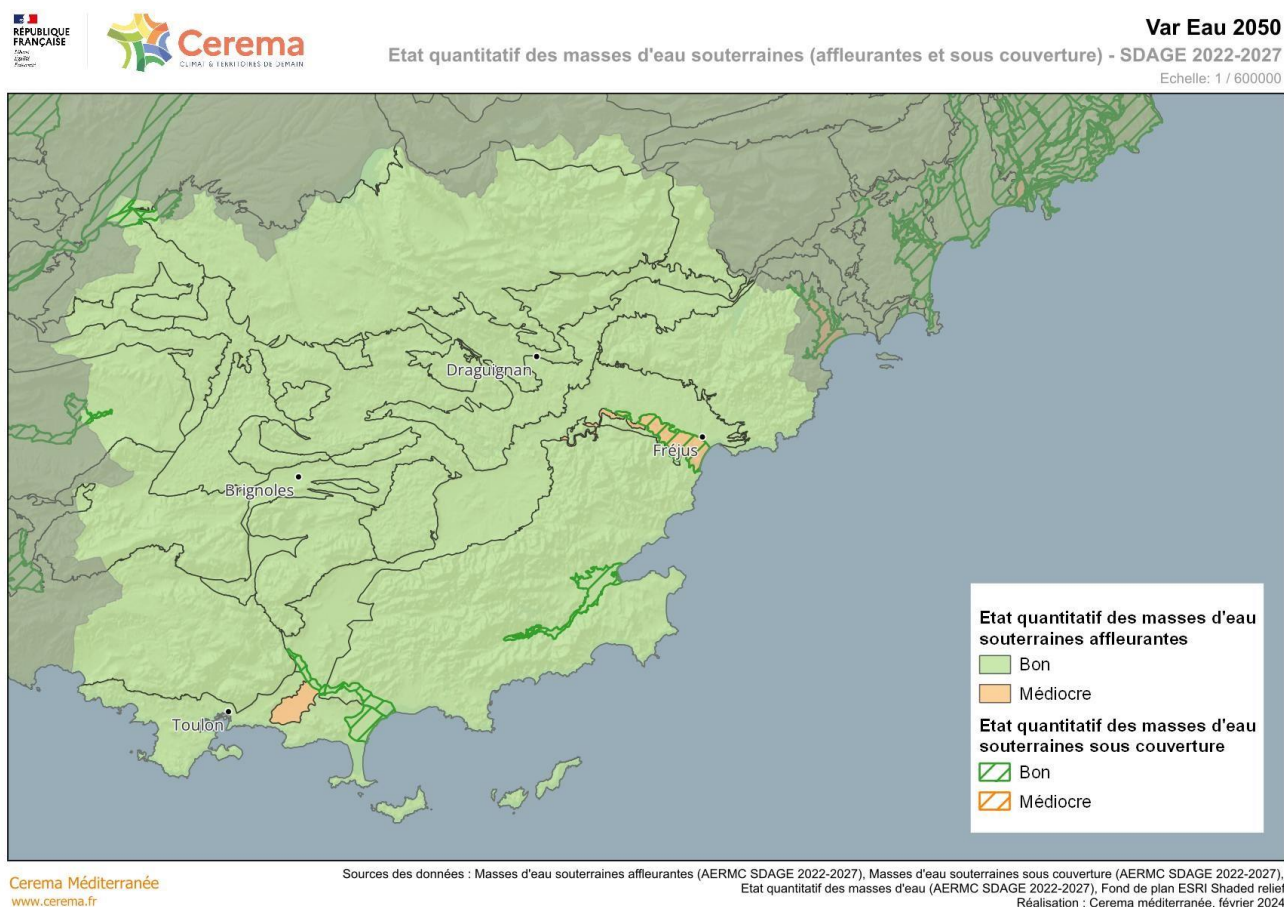 RÉPUBLIQUE
FRANÇAISE
Liberté
Égalité
Fraternité
Cerema
CLIMAT & TERRITOIRES DE DEMAIN
Var Eau 2050
Etat quantitatif des masses d'eau souterraines (affleurantes et sous couverture) - SDAGE 2022-2027
Echelle: 1 / 600000
Draguignan
Fréjus
Brignoles
Toulon
Etat quantitatif des masses d'eau
souterraines affleurantes
Bon
Médiocre
Etat quantitatif des masses d'eau
souterraines sous couverture
Bon
Médiocre
Cerema Méditerranée
www.cerema.fr
Sources des données : Masses d'eau souterraines affleurantes (AERMC SDAGE 2022-2027), Masses d'eau souterraines sous couverture (AERMC SDAGE 2022-2027),
Etat quantitatif des masses d'eau (AERMC SDAGE 2022-2027), Fond de plan ESRI Shaded relief
Réalisation : Cerema méditerranée, février 2024